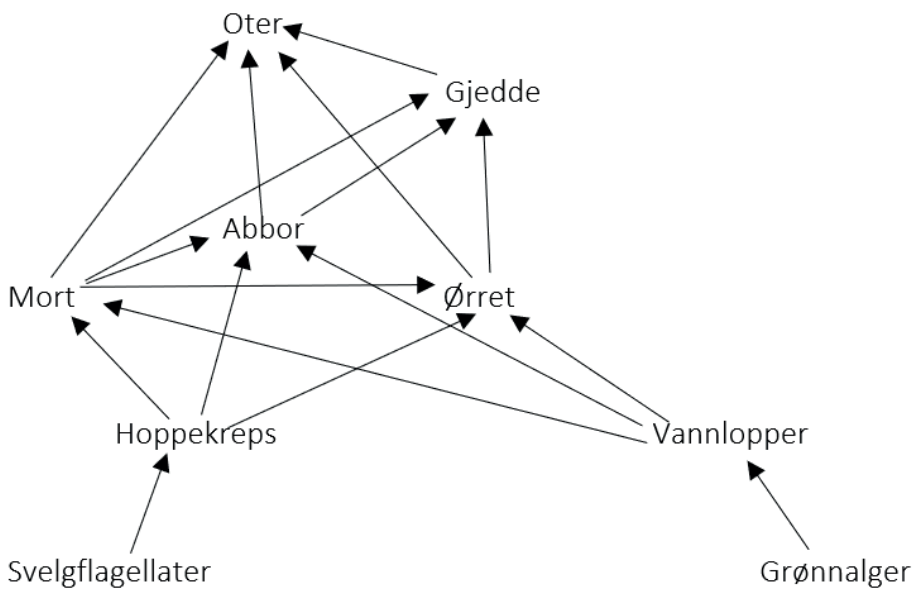 Oter
Gjedde
Abbor
Mort
Ørret
Hoppekreps
Vannlopper
Svelgflagellater
Grønnalger